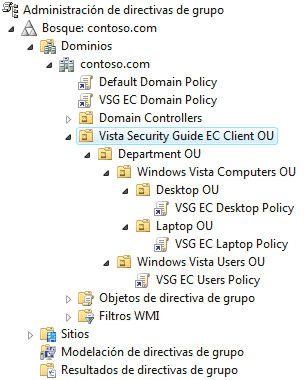 Administración de directivas de grupo
Bosque: contoso.com
Dominios
contoso.com
Default Domain Policy
VSG EC Domain Policy
Domain Controllers
Vista Security Guide EC Client OU
Department OU
Windows Vista Computers OU
Desktop OU
VSG EC Desktop Policy
Laptop OU
VSG EC Laptop Policy
Windows Vista Users OU
VSG EC Users Policy
Objetos de directiva de grupo
Filtros WMI
Sitios
Modelación de directivas de grupo
Resultados de directivas de grupo